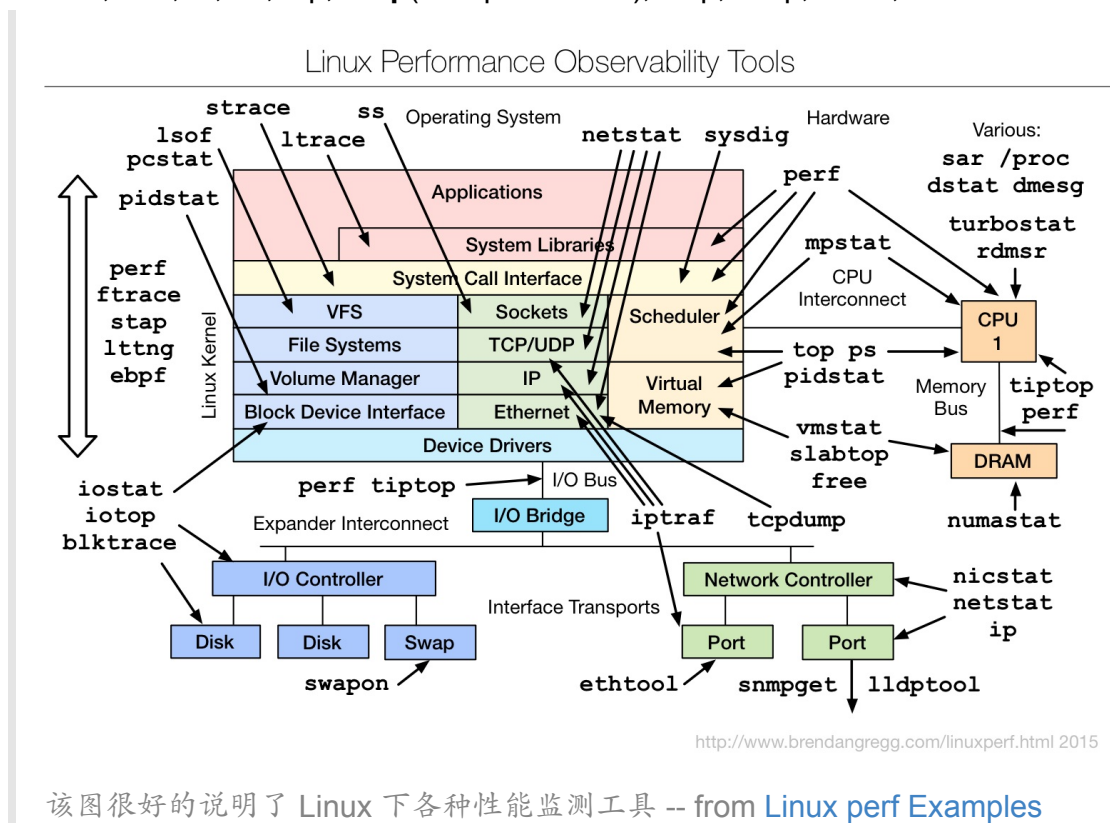 Linux Performance Observability Tools
strace
ss
Operating System
lsof
pcstat
ltrace
netstat
sysdig
Hardware
Various:
sar /proc
dstat dmesg
pidstat
Applications
perf
turbostat
rdmsr
System Libraries
mpstat
System Call Interface
CPU
Interconnect
perf
ftrace
stap
lttng
ebpf
Linux Kernel
VFS
Sockets
Scheduler
CPU
1
File Systems
TCP/UDP
top ps
pidstat
Volume Manager
IP
Virtual
Memory
Memory
Bus
tiptop
perf
Block Device Interface
Ethernet
vmstat
slabtop
free
Device Drivers
DRAM
iostat
iotop
blktrace
perf tiptop
I/O Bus
Expander Interconnect
I/O Bridge
iptraf
tcpdump
numastat
I/O Controller
Network Controller
nicstat
netstat
ip
Interface Transports
Disk
Disk
Swap
Port
Port
swapon
ethtool
snmpget
lldptool
http://www.brendangregg.com/linuxperf.html 2015
该图很好的说明了 Linux 下各种性能监测工具 -- from Linux perf Examples